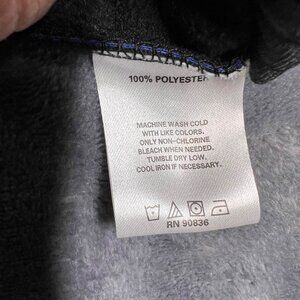 100% POLYESTER
MACHINE WASH COLD
WITH LIKE COLORS.
ONLY NON-CHLORINE
BLEACH WHEN NEEDED.
TUMBLE DRY LOW.
COOL IRON IF NECESSARY.
RN 90836